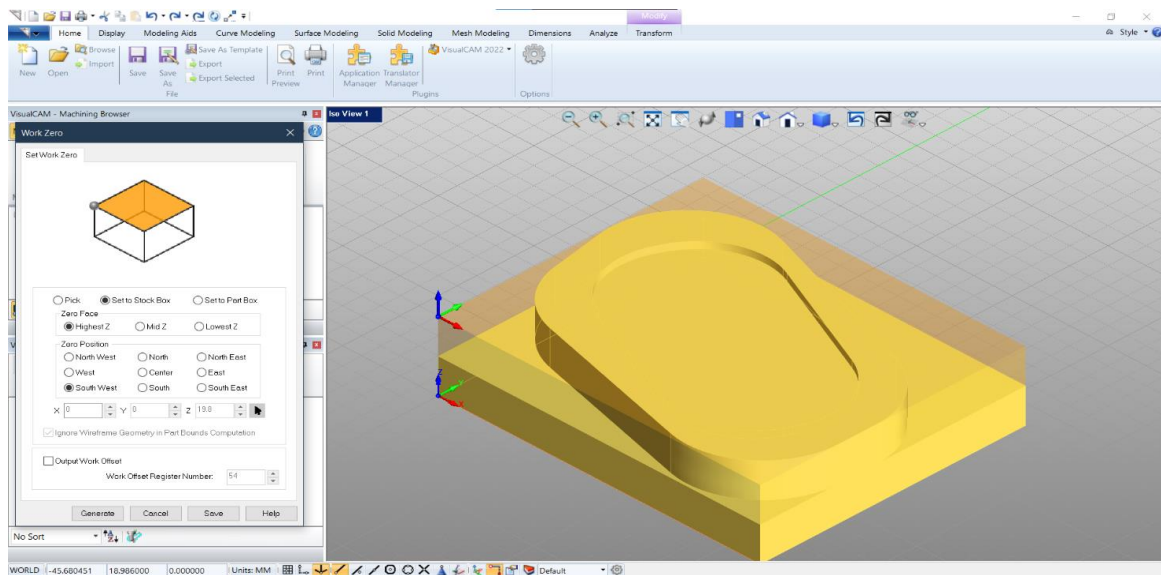 Modify
Home Display Modeling Aids Curve Modeling Surface Modeling Solid Modeling Mesh Modeling Dimensions Analyze Transform Style
New Open Browse Import Save Save As Save As Template Export Export Selected Print Preview Print Application Manager Translator Manager VisualCAM 2022
File Plugins Options
VisualCAM - Machining Browser
Iso View 1
Work Zero
Set Work Zero
Pick Set to Stock Box Set to Part Box
Zero Face
Highest Z Mid Z Lowest Z
Zero Position
North West North North East
West Center East
South West South South East
X 0 Y 0 Z 19.8
Ignore Wireframe Geometry in Part Bounds Computation
Output Work Offset
Work Offset Register Number: 54
Generate Cancel Save Help
No Sort
Z
Y
X
WORLD -45.680451 18.986000 0.000000 Units: MM Default